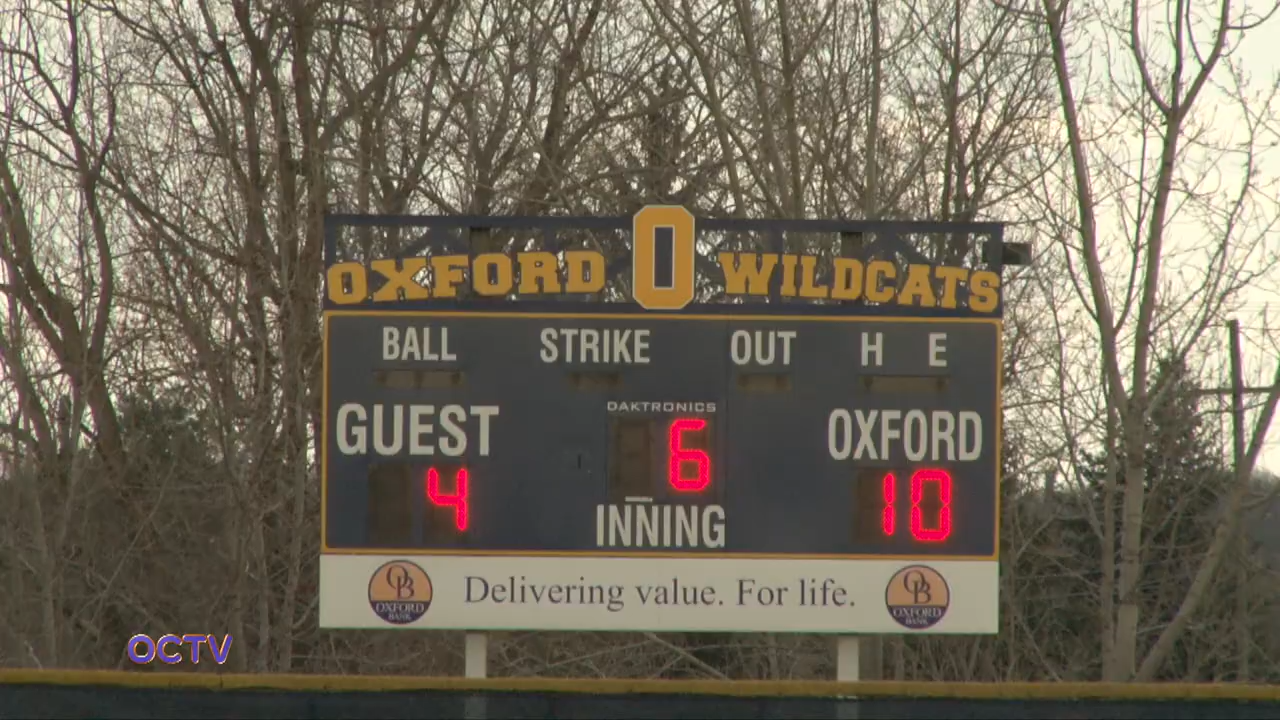 OXFORD O WILDCATS
BALL STRIKE OUT H E
DAKTRONICS
GUEST 6 OXFORD
4 10
INNING
OB OXFORD BANK Delivering value. For life. OB OXFORD BANK
OCTV